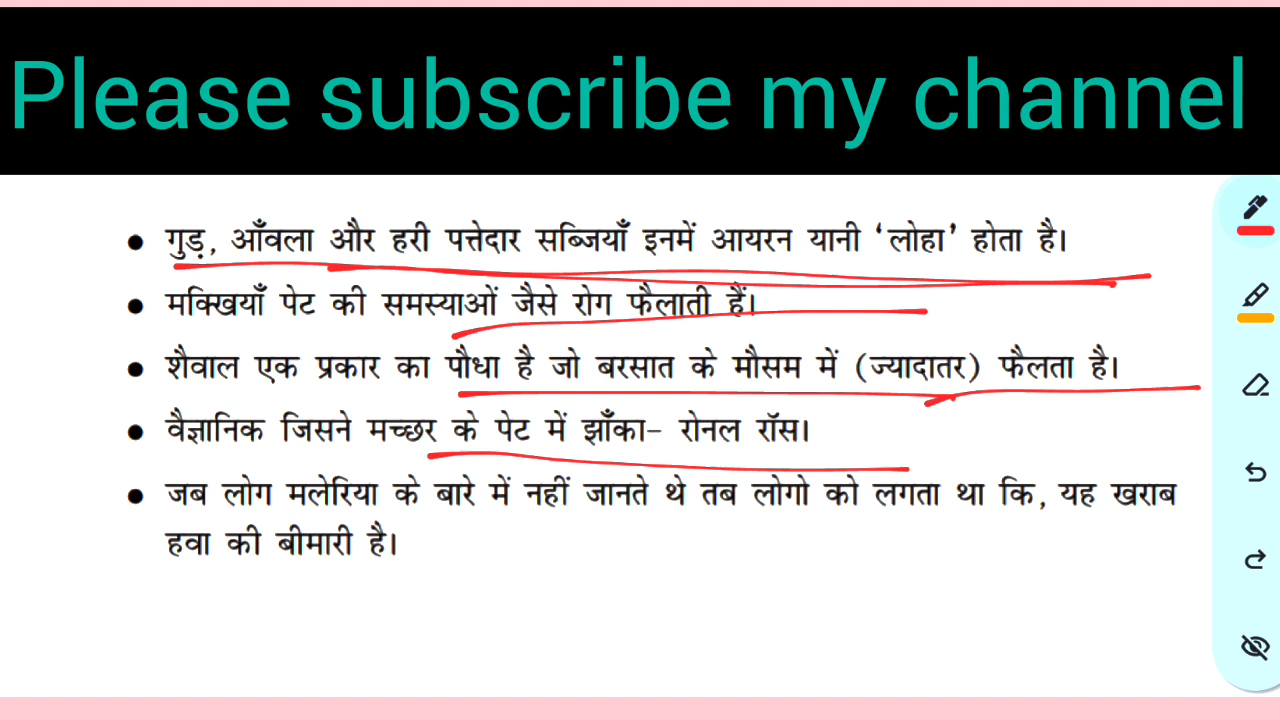 Please subscribe my channel
● गुड़, आँवला और हरी पत्तेदार सब्जियाँ इनमें आयरन यानी ‘लोहा’ होता है।
● मक्खियाँ पेट की समस्याओं जैसे रोग फैलाती हैं।
● शैवाल एक प्रकार का पौधा है जो बरसात के मौसम में (ज्यादातर) फैलता है।
● वैज्ञानिक जिसने मच्छर के पेट में झाँका– रोनल रॉस।
● जब लोग मलेरिया के बारे में नहीं जानते थे तब लोगो को लगता था कि, यह खराब
हवा की बीमारी है।